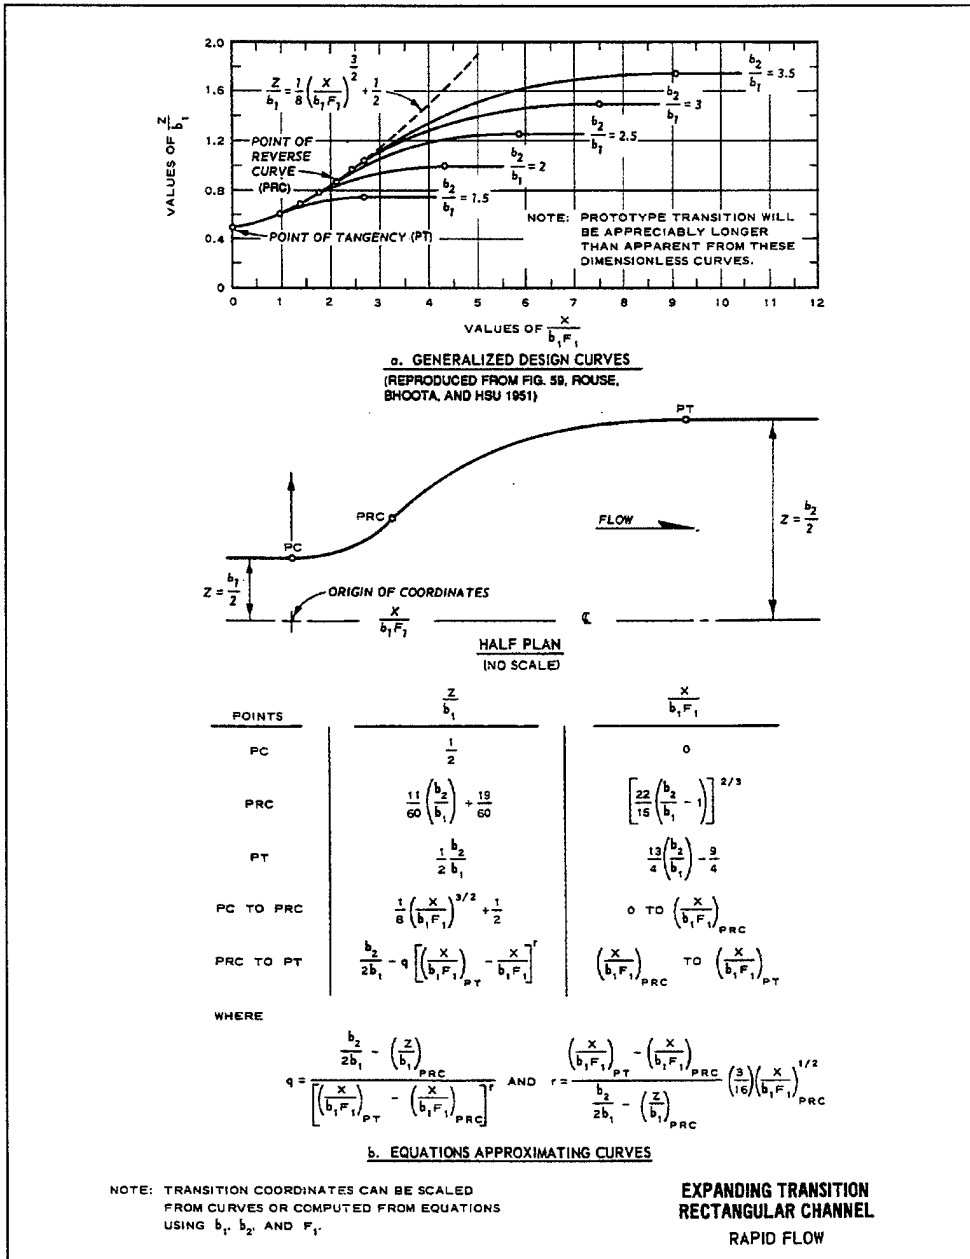 2.0
1.6
1.2
0.8
0.4
0
VALUES OF Z/b₁
Z/b₁ = 1/8 (X/(b₁F₁))^(3/2) + 1/2
POINT OF
REVERSE
CURVE
(PRC)
POINT OF TANGENCY (PT)
b₂/b₁ = 3.5
b₂/b₁ = 3
b₂/b₁ = 2.5
b₂/b₁ = 2
b₂/b₁ = 1.5
NOTE: PROTOTYPE TRANSITION WILL
BE APPRECIABLY LONGER
THAN APPARENT FROM THESE
DIMENSIONLESS CURVES.
0 1 2 3 4 5 6 7 8 9 10 11 12
VALUES OF X/(b₁F₁)
a. GENERALIZED DESIGN CURVES
(REPRODUCED FROM FIG. 59, ROUSE,
BHOOTA, AND HSU 1951)
PT
PRC
FLOW
Z = b₂/2
PC
Z = b₁/2
ORIGIN OF COORDINATES
X/(b₁F₁)
℄
HALF PLAN
(NO SCALE)
POINTS Z/b₁ X/(b₁F₁)
PC 1/2 0
PRC 11/60 (b₂/b₁) + 19/60 [22/15 (b₂/b₁ - 1)]^(2/3)
PT 1/2 b₂/b₁ 13/4 (b₂/b₁) - 9/4
PC TO PRC 1/8 (X/(b₁F₁))^(3/2) + 1/2 0 TO (X/(b₁F₁))PRC
PRC TO PT b₂/(2b₁) - q [(X/(b₁F₁))PT - X/(b₁F₁)]^r (X/(b₁F₁))PRC TO (X/(b₁F₁))PT
WHERE
q = (b₂/(2b₁) - (Z/b₁)PRC) / [(X/(b₁F₁))PT - (X/(b₁F₁))PRC]^r AND r = ((X/(b₁F₁))PT - (X/(b₁F₁))PRC) / (b₂/(2b₁) - (Z/b₁)PRC) (3/16) (X/(b₁F₁))PRC^(1/2)
b. EQUATIONS APPROXIMATING CURVES
NOTE: TRANSITION COORDINATES CAN BE SCALED
FROM CURVES OR COMPUTED FROM EQUATIONS
USING b₁, b₂, AND F₁.
EXPANDING TRANSITION
RECTANGULAR CHANNEL
RAPID FLOW